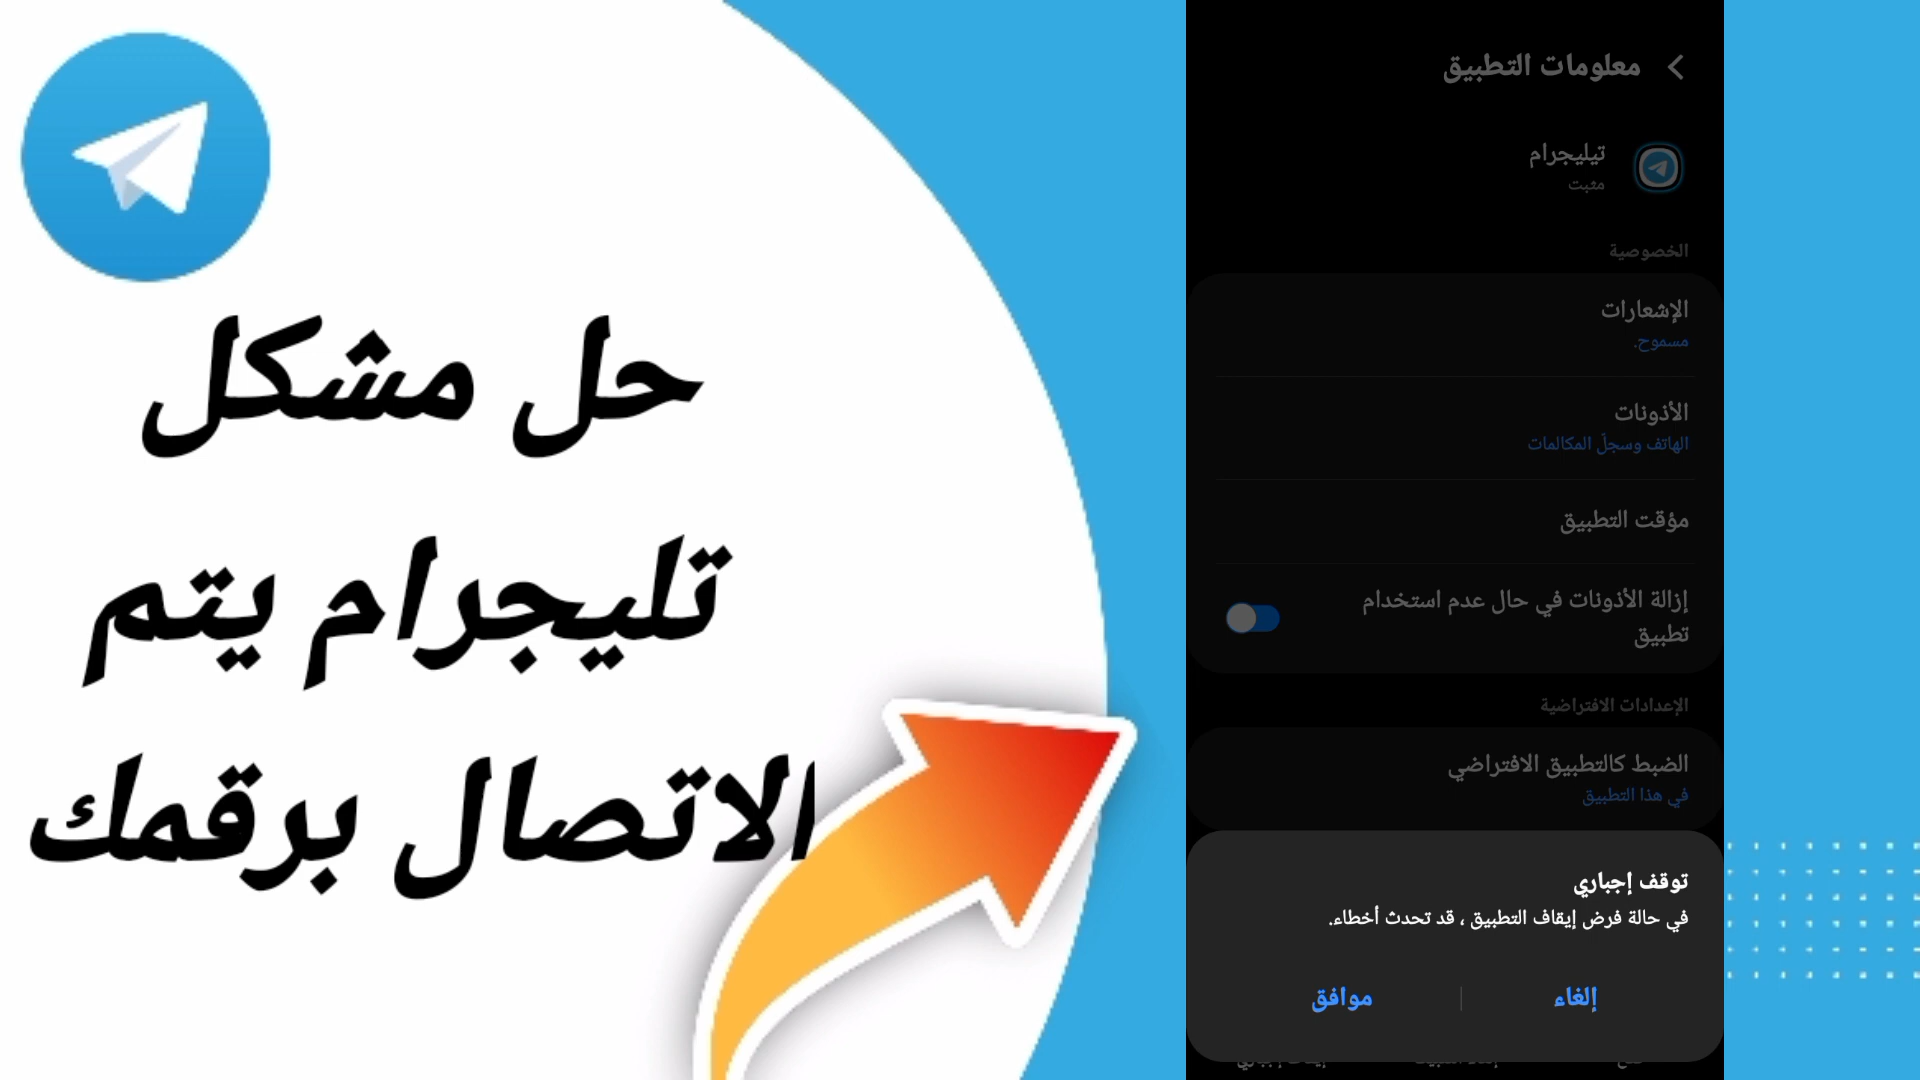 حل مشكل
تليجرام يتم
الاتصال برقمك
معلومات التطبيق
تيليجرام
مثبت
الخصوصية
الإشعارات
مسموح.
الأذونات
الهاتف وسجلّ المكالمات
مؤقت التطبيق
إزالة الأذونات في حال عدم استخدام
تطبيق
الإعدادات الافتراضية
الضبط كالتطبيق الافتراضي
في هذا التطبيق
توقف إجباري
في حالة فرض إيقاف التطبيق ، قد تحدث أخطاء.
إلغاء
موافق